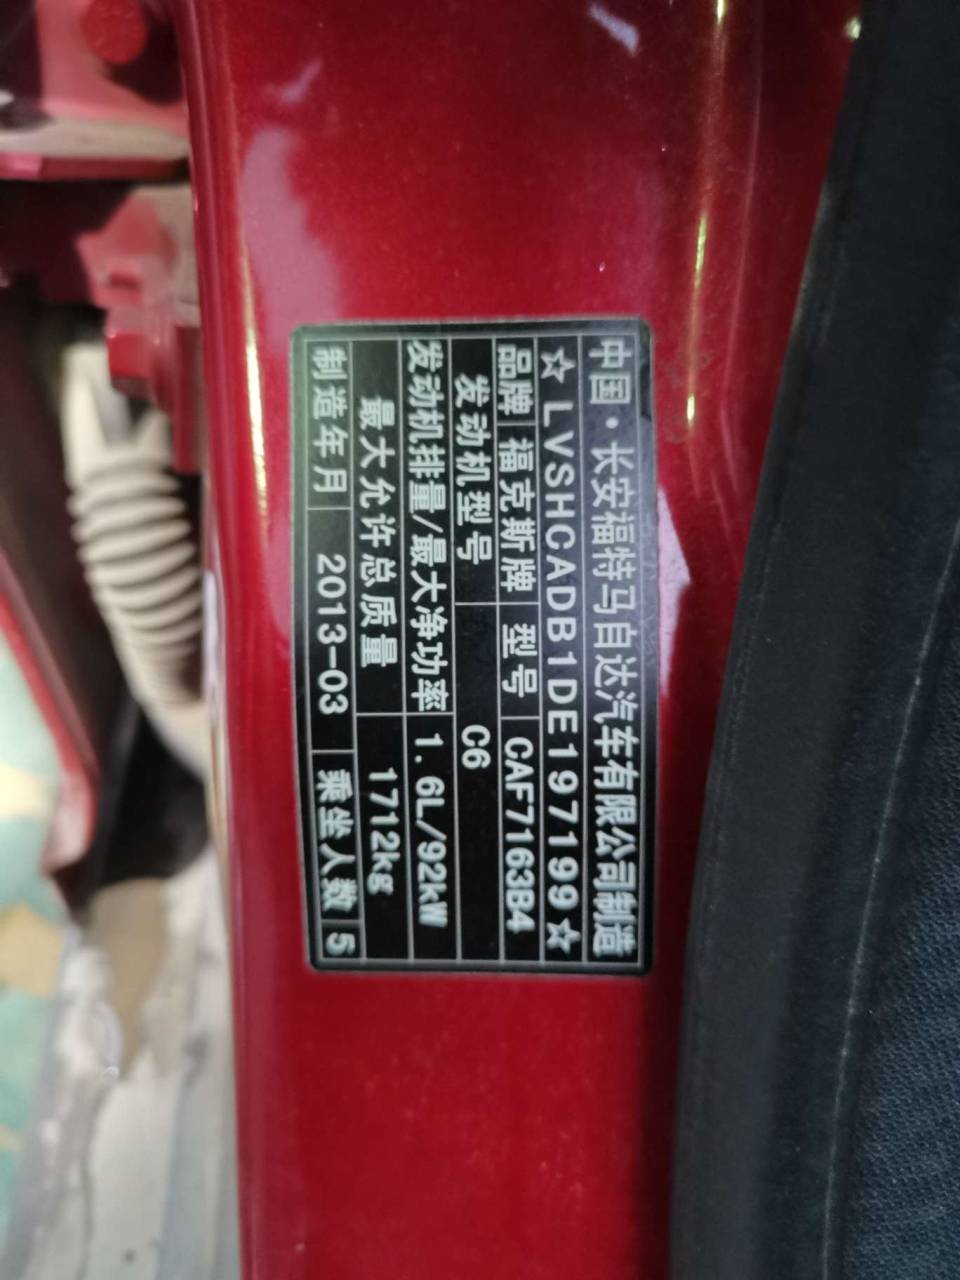 中国·长安福特马自达汽车有限公司制造
☆LVSHCADB1DE197199☆
品牌 福克斯牌 型号 CAF7163B4
发动机型号 C6
发动机排量/最大净功率 1.6L/92kW
最大允许总质量 1712kg
制造年月 2013-03 乘坐人数 5